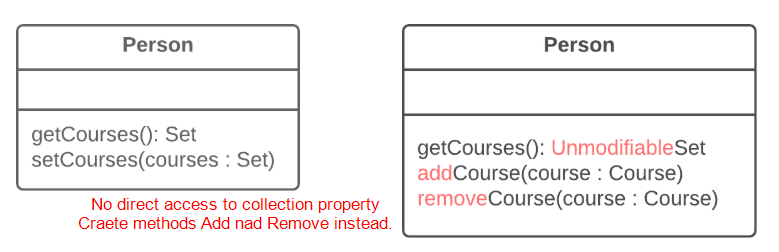 Person
getCourses(): Set
setCourses(courses : Set)
No direct access to collection property
Craete methods Add nad Remove instead.
Person
getCourses(): UnmodifiableSet
addCourse(course : Course)
removeCourse(course : Course)